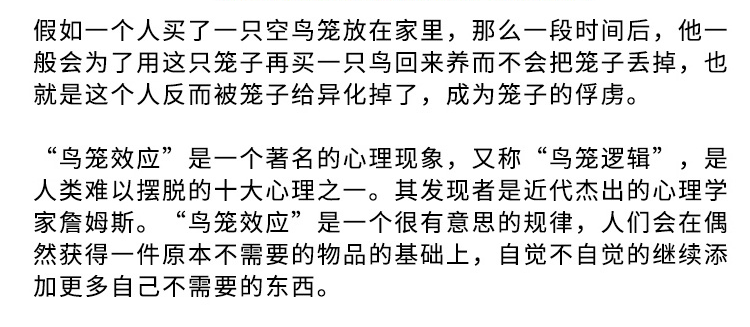 假如一个人买了一只空鸟笼放在家里，那么一段时间后，他一
般会为了用这只笼子再买一只鸟回来养而不会把笼子丢掉，也
就是这个人反而被笼子给异化掉了，成为笼子的俘虏。
“鸟笼效应”是一个著名的心理现象，又称“鸟笼逻辑”，是
人类难以摆脱的十大心理之一。其发现者是近代杰出的心理学
家詹姆斯。“鸟笼效应”是一个很有意思的规律，人们会在偶
然获得一件原本不需要的物品的基础上，自觉不自觉的继续添
加更多自己不需要的东西。